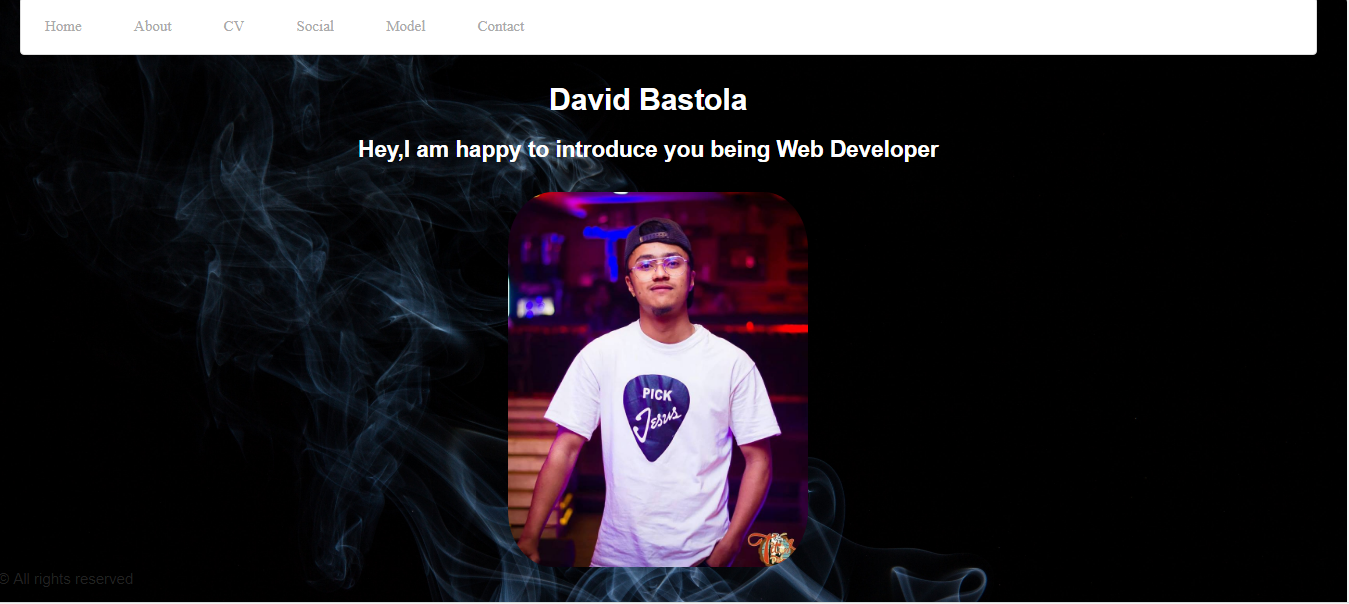 Home About CV Social Model Contact
David Bastola
Hey,I am happy to introduce you being Web Developer
PICK
Jesus
© All rights reserved